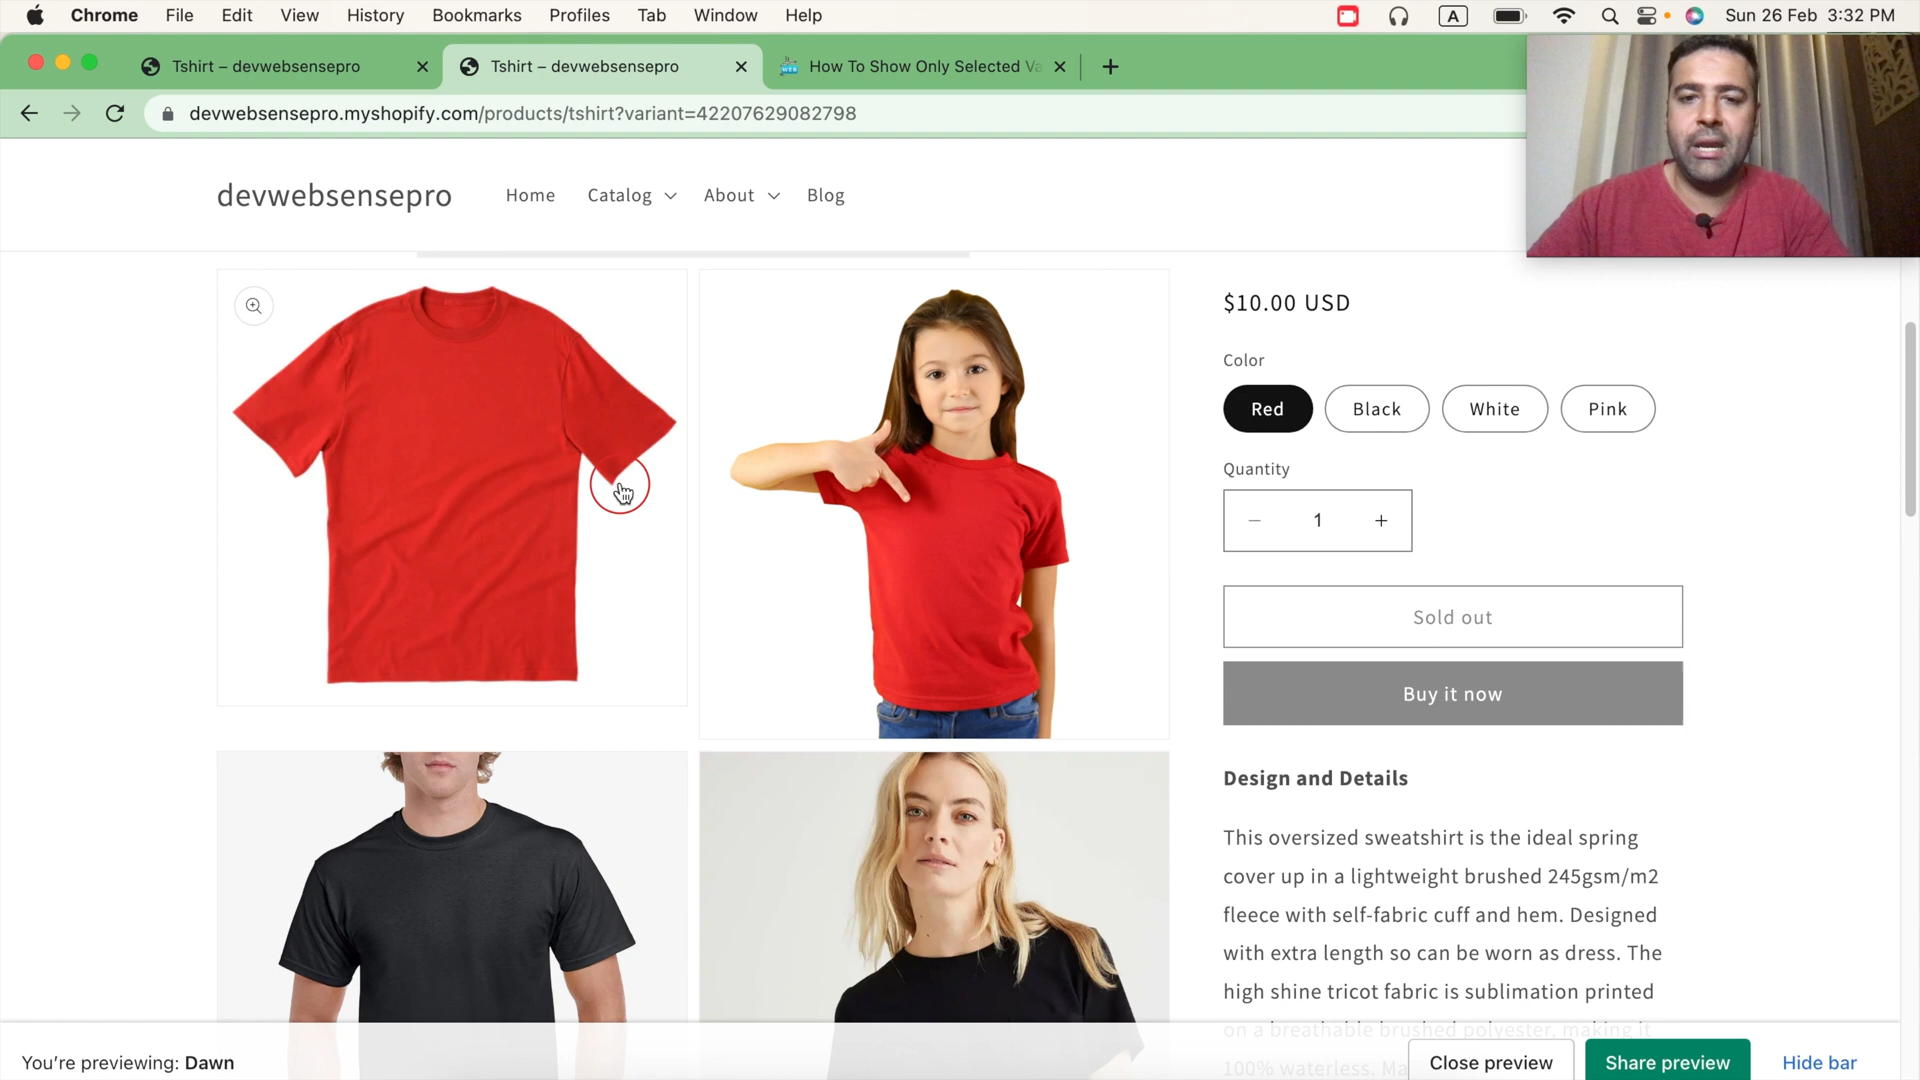 Chrome File Edit View History Bookmarks Profiles Tab Window Help A Sun 26 Feb 3:32 PM
Tshirt – devwebsensepro
Tshirt – devwebsensepro
How To Show Only Selected Va
devwebsensepro.myshopify.com/products/tshirt?variant=42207629082798
devwebsensepro Home Catalog About Blog
$10.00 USD
Color
Red Black White Pink
Quantity
1
Sold out
Buy it now
Design and Details
This oversized sweatshirt is the ideal spring
cover up in a lightweight brushed 245gsm/m2
fleece with self-fabric cuff and hem. Designed
with extra length so can be worn as dress. The
high shine tricot fabric is sublimation printed
on a breathable brushed polyester, making it
100% waterless. Ma
You're previewing: Dawn Close preview Share preview Hide bar